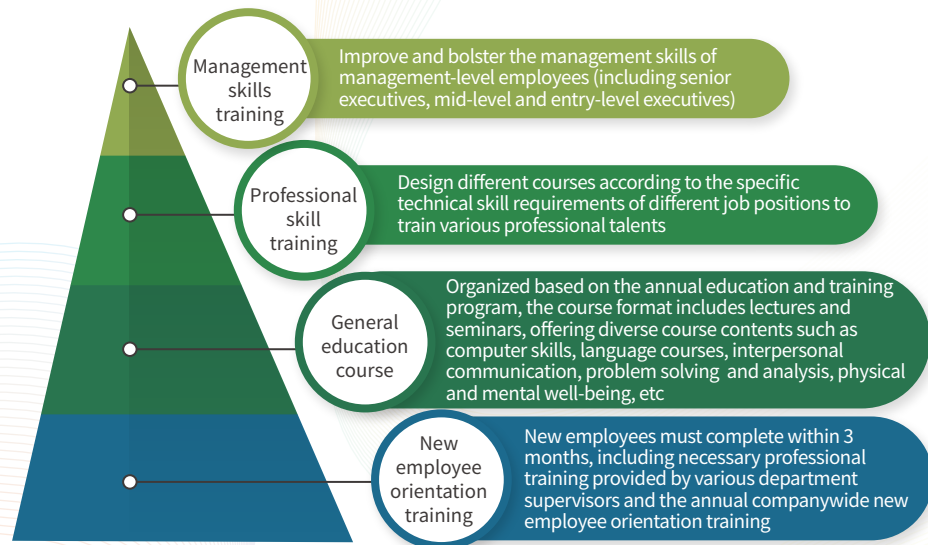 Management
skills
training
Improve and bolster the management skills of
management-level employees (including senior
executives, mid-level and entry-level executives)
Professional
skill
training
Design different courses according to the specific
technical skill requirements of different job positions to
train various professional talents
General
education
course
Organized based on the annual education and training
program, the course format includes lectures and
seminars, offering diverse course contents such as
computer skills, language courses, interpersonal
communication, problem solving and analysis, physical
and mental well-being, etc
New
employee
orientation
training
New employees must complete within 3
months, including necessary professional
training provided by various department
supervisors and the annual companywide new
employee orientation training